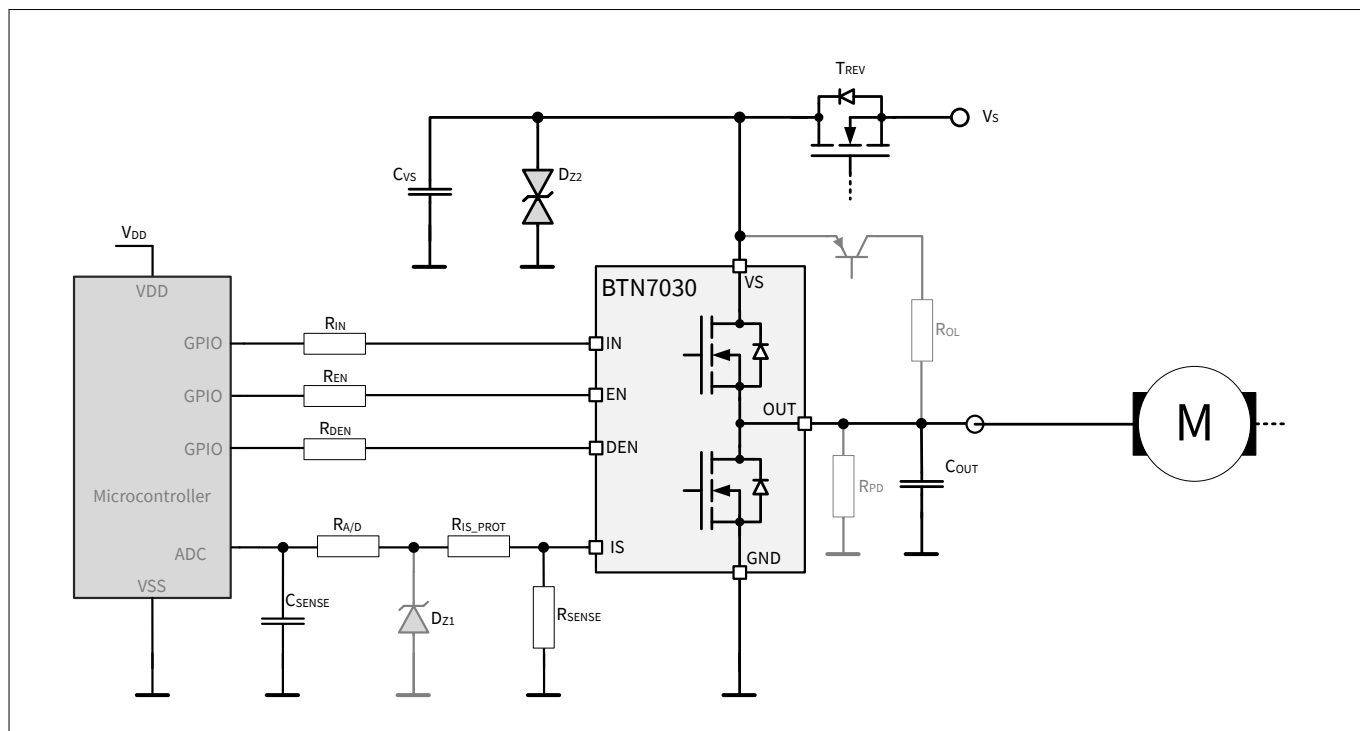 TREV
VS
CVS
DZ2
VDD
VDD
BTN7030
VS
RIN
GPIO
IN
ROL
REN
GPIO
EN
OUT
M
RDEN
GPIO
DEN
COUT
RPD
Microcontroller
RA/D
RIS_PROT
ADC
IS
GND
VSS
CSENSE
DZ1
RSENSE